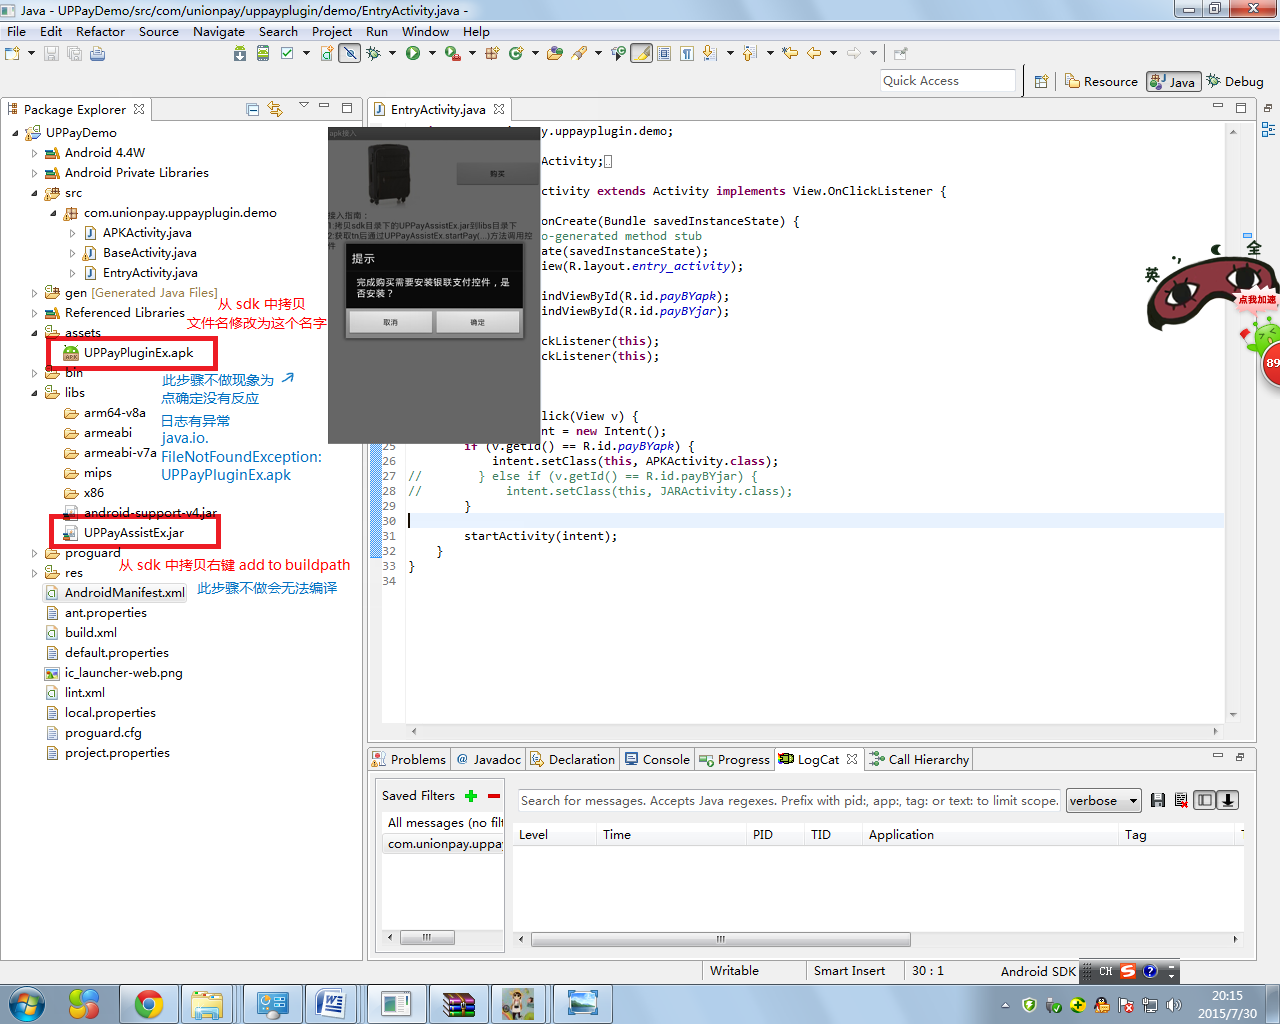 Java - UPPayDemo/src/com/unionpay/uppayplugin/demo/EntryActivity.java -
File Edit Refactor Source Navigate Search Project Run Window Help
Quick Access
Resource
Java
Debug
Package Explorer
UPPayDemo
Android 4.4W
Android Private Libraries
src
com.unionpay.uppayplugin.demo
APKActivity.java
BaseActivity.java
EntryActivity.java
gen [Generated Java Files]
Referenced Libraries
assets
UPPayPluginEx.apk
bin
libs
arm64-v8a
armeabi
armeabi-v7a
mips
x86
android-support-v4.jar
UPPayAssistEx.jar
proguard
res
AndroidManifest.xml
ant.properties
build.xml
default.properties
ic_launcher-web.png
lint.xml
local.properties
proguard.cfg
project.properties
从 sdk 中拷贝
文件名修改为这个名字
此步骤不做现象为
点确定没有反应
日志有异常
java.io.
FileNotFoundException:
UPPayPluginEx.apk
从 sdk 中拷贝右键 add to buildpath
此步骤不做会无法编译
apk接入
购买
接入指南：
1:拷贝sdk目录下的UPPayAssistEx.jar到libs目录下
2:获取tn后通过UPPayAssistEx.startPay(...)方法调用控
件
提示
完成购买需要安装银联支付控件，是
否安装？
取消
确定
EntryActivity.java
y.uppayplugin.demo;
Activity;
ctivity extends Activity implements View.OnClickListener {
onCreate(Bundle savedInstanceState) {
o-generated method stub
ate(savedInstanceState);
iew(R.layout.entry_activity);
indViewById(R.id.payBYapk);
indViewById(R.id.payBYjar);
ckListener(this);
ckListener(this);
lick(View v) {
nt = new Intent();
25 if (v.getId() == R.id.payBYapk) {
26 intent.setClass(this, APKActivity.class);
27 // } else if (v.getId() == R.id.payBYjar) {
28 // intent.setClass(this, JARActivity.class);
29 }
30
31 startActivity(intent);
32 }
33 }
34
英
全
点我加速
89
Problems
@ Javadoc
Declaration
Console
Progress
LogCat
Call Hierarchy
Saved Filters
All messages (no filt
com.unionpay.uppay
Search for messages. Accepts Java regexes. Prefix with pid:, app:, tag: or text: to limit scope.
verbose
Level Time PID TID Application Tag
Writable
Smart Insert
30 : 1
Android SDK
CH
20:15
2015/7/30